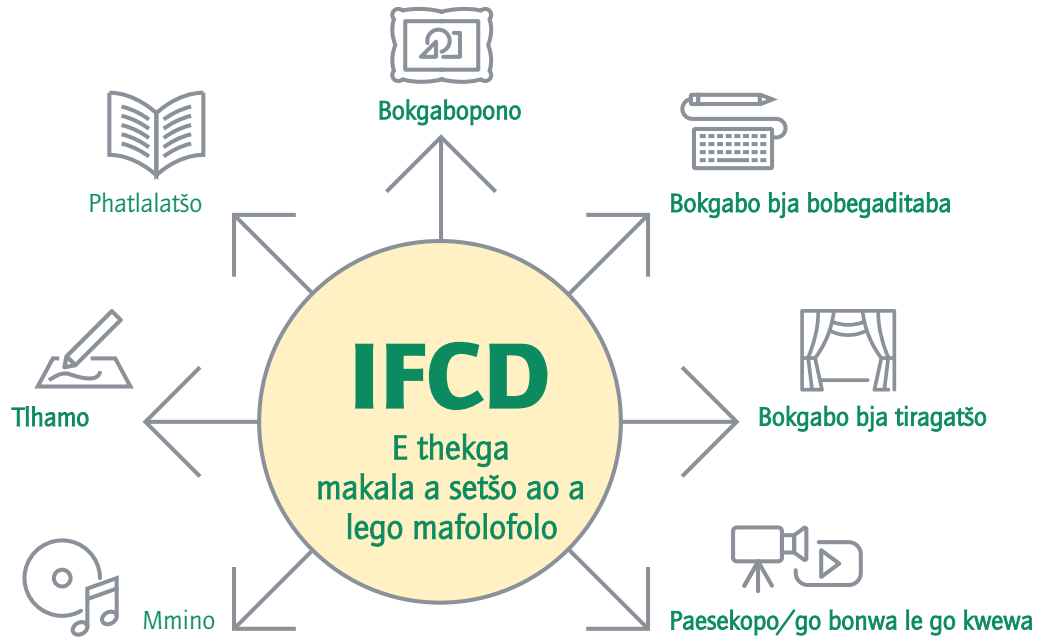 Bokgabopono
Phatlalatšo
Bokgabo bja bobegaditaba
IFCD
E thekga
makala a setšo ao a
lego mafolofolo
Tlhamo
Bokgabo bja tiragatšo
Mmino
Paesekopo/go bonwa le go kwewa